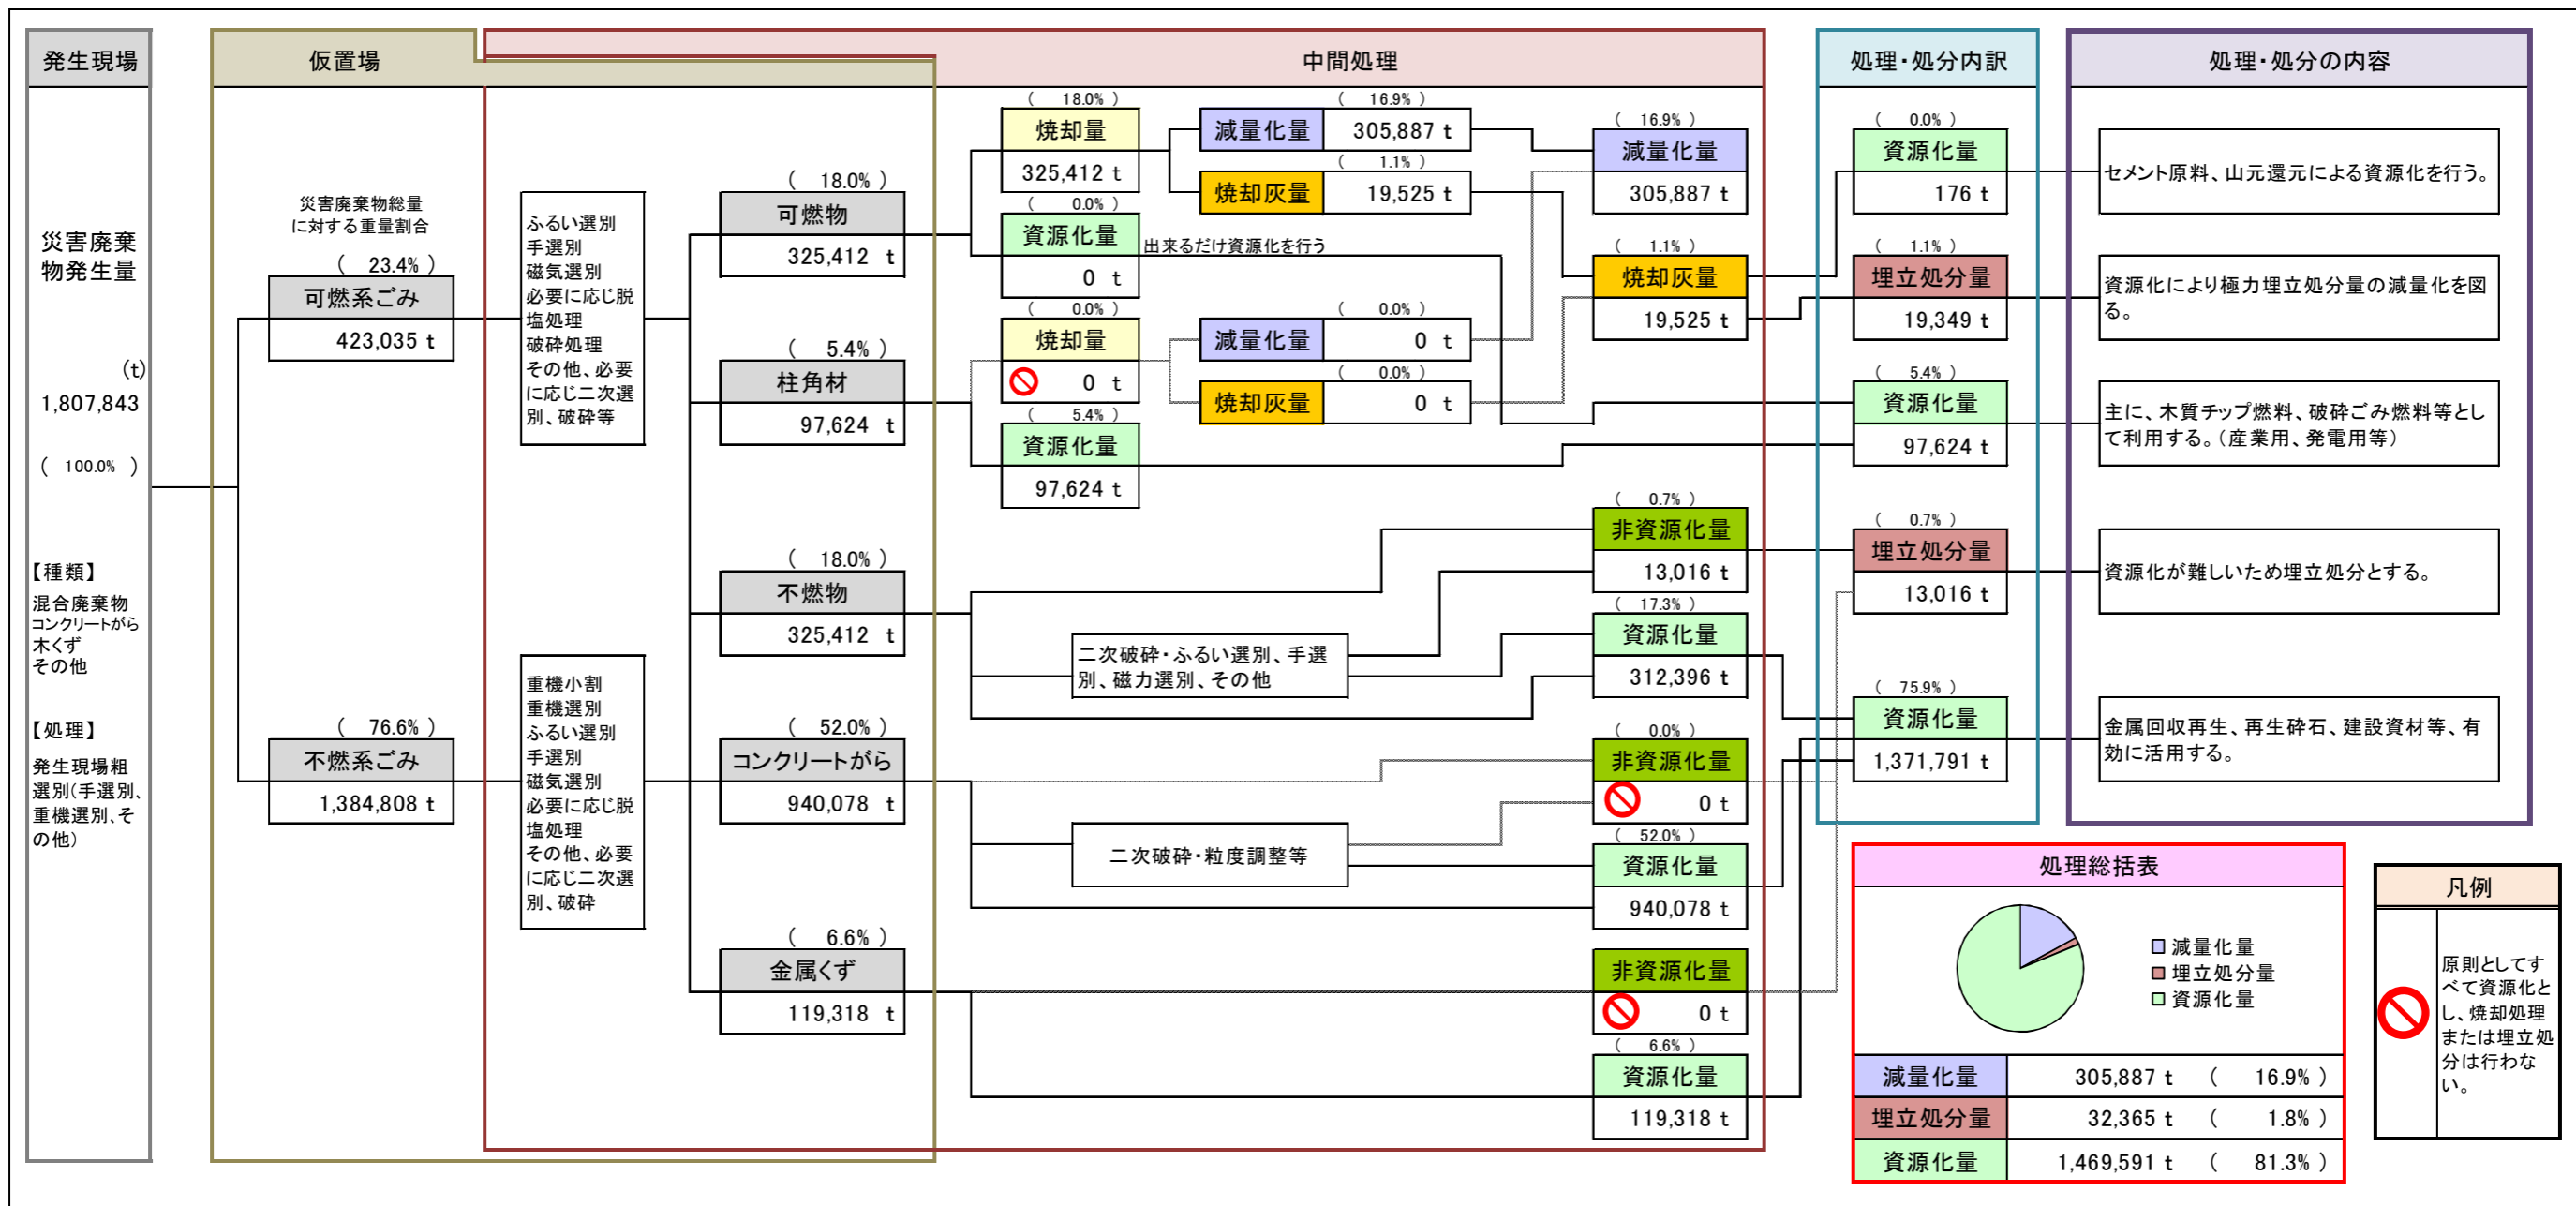 発生現場
仮置場
中間処理
処理・処分内訳
処理・処分の内容
災害廃棄
物発生量
(t)
1,807,843
( 100.0% )
【種類】
混合廃棄物
コンクリートがら
木くず
その他
【処理】
発生現場粗
選別(手選別、
重機選別、そ
の他)
災害廃棄物総量
に対する重量割合
( 23.4% )
可燃系ごみ
423,035 t
( 76.6% )
不燃系ごみ
1,384,808 t
ふるい選別
手選別
磁気選別
必要に応じ脱
塩処理
破砕処理
その他、必要
に応じ二次選
別、破砕等
重機小割
重機選別
ふるい選別
手選別
磁気選別
必要に応じ脱
塩処理
その他、必要
に応じ二次選
別、破砕
( 18.0% )
可燃物
325,412 t
( 5.4% )
柱角材
97,624 t
( 18.0% )
不燃物
325,412 t
( 52.0% )
コンクリートがら
940,078 t
( 6.6% )
金属くず
119,318 t
( 18.0% )
焼却量
325,412 t
( 0.0% )
資源化量
0 t
出来るだけ資源化を行う
( 0.0% )
焼却量
0 t
( 5.4% )
資源化量
97,624 t
( 16.9% )
減量化量 305,887 t
( 1.1% )
焼却灰量 19,525 t
( 0.0% )
減量化量 0 t
( 0.0% )
焼却灰量 0 t
二次破砕・ふるい選別、手選
別、磁力選別、その他
二次破砕・粒度調整等
( 16.9% )
減量化量
305,887 t
( 1.1% )
焼却灰量
19,525 t
( 0.7% )
非資源化量
13,016 t
( 17.3% )
資源化量
312,396 t
( 0.0% )
非資源化量
0 t
( 52.0% )
資源化量
940,078 t
非資源化量
0 t
( 6.6% )
資源化量
119,318 t
( 0.0% )
資源化量
176 t
( 1.1% )
埋立処分量
19,349 t
( 5.4% )
資源化量
97,624 t
( 0.7% )
埋立処分量
13,016 t
( 75.9% )
資源化量
1,371,791 t
セメント原料、山元還元による資源化を行う。
資源化により極力埋立処分量の減量化を図
る。
主に、木質チップ燃料、破砕ごみ燃料等とし
て利用する。(産業用、発電用等)
資源化が難しいため埋立処分とする。
金属回収再生、再生砕石、建設資材等、有
効に活用する。
処理総括表
減量化量
埋立処分量
資源化量
減量化量 305,887 t ( 16.9% )
埋立処分量 32,365 t ( 1.8% )
資源化量 1,469,591 t ( 81.3% )
凡例
原則としてす
べて資源化と
し、焼却処理
または埋立処
分は行わな
い。